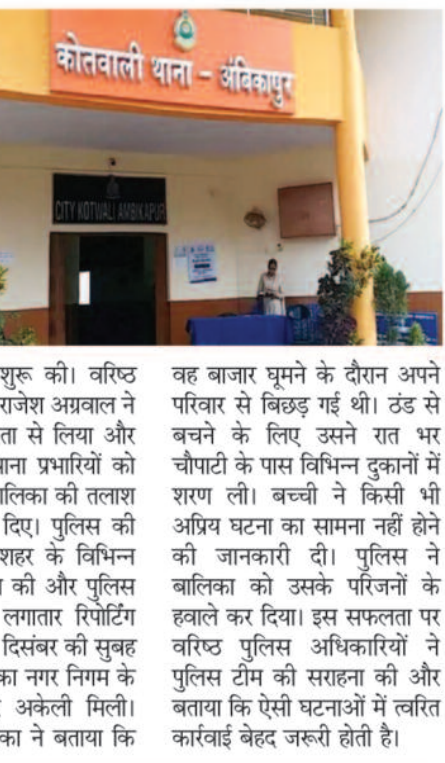 कोतवाली थाना - अंबिकापुर
CITY KOTWALI AMBIKAPUR
शुरू की। वरिष्ठ
राजेश अग्रवाल ने
ता से लिया और
ाना प्रभारियों को
ालिका की तलाश
दिए। पुलिस की
शहर के विभिन्न
की और पुलिस
लगातार रिपोर्टिंग
दिसंबर की सुबह
का नगर निगम के
अकेली मिली।
का ने बताया कि
वह बाजार घूमने के दौरान अपने
परिवार से बिछड़ गई थी। ठंड से
बचने के लिए उसने रात भर
चौपाटी के पास विभिन्न दुकानों में
शरण ली। बच्ची ने किसी भी
अप्रिय घटना का सामना नहीं होने
की जानकारी दी। पुलिस ने
बालिका को उसके परिजनों के
हवाले कर दिया। इस सफलता पर
वरिष्ठ पुलिस अधिकारियों ने
पुलिस टीम की सराहना की और
बताया कि ऐसी घटनाओं में त्वरित
कार्रवाई बेहद जरूरी होती है।